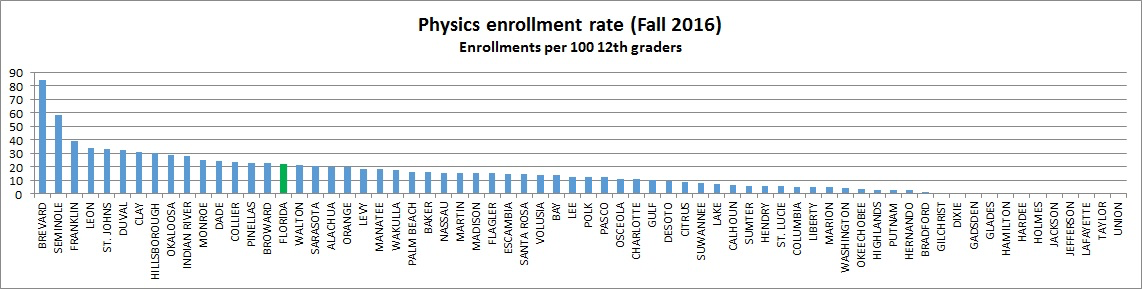 Physics enrollment rate (Fall 2016)
Enrollments per 100 12th graders
90
80
70
60
50
40
30
20
10
0
BREVARD
SEMINOLE
FRANKLIN
LEON
ST. JOHNS
DUVAL
CLAY
HILLSBOROUGH
OKALOOSA
INDIAN RIVER
MONROE
DADE
COLLIER
PINELLAS
BROWARD
FLORIDA
WALTON
SARASOTA
ALACHUA
ORANGE
LEVY
MANATEE
WAKULLA
PALM BEACH
BAKER
NASSAU
MARTIN
MADISON
FLAGLER
ESCAMBIA
SANTA ROSA
VOLUSIA
BAY
LEE
POLK
PASCO
OSCEOLA
CHARLOTTE
GULF
DESOTO
CITRUS
SUWANNEE
LAKE
CALHOUN
SUMTER
HENDRY
ST. LUCIE
COLUMBIA
LIBERTY
MARION
WASHINGTON
OKEECHOBEE
HIGHLANDS
PUTNAM
HERNANDO
BRADFORD
DIXIE
GADSDEN
GILCHRIST
GLADES
HAMILTON
HARDEE
HOLMES
JACKSON
JEFFERSON
LAFAYETTE
TAYLOR
UNION